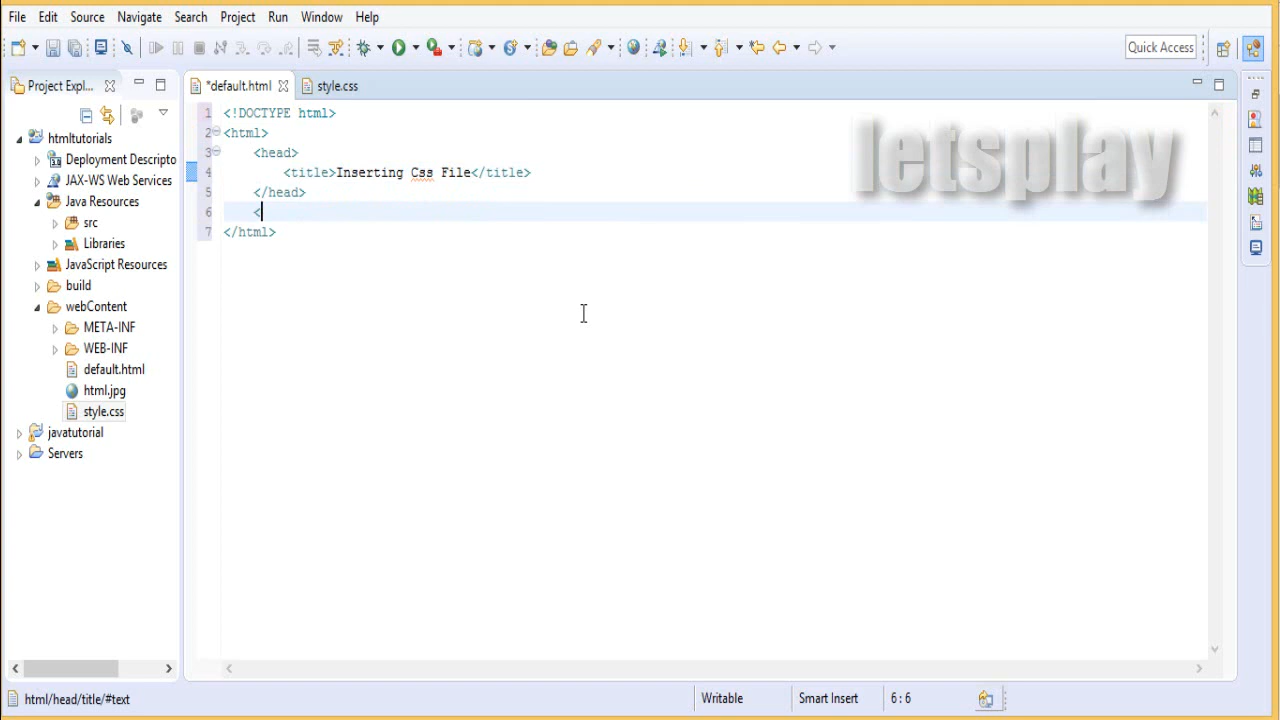 File Edit Source Navigate Search Project Run Window Help
Quick Access
Project Expl...
*default.html
style.css
htmltutorials
Deployment Descripto
JAX-WS Web Services
Java Resources
src
Libraries
JavaScript Resources
build
webContent
META-INF
WEB-INF
default.html
html.jpg
style.css
javatutorial
Servers
1 <!DOCTYPE html>
2 <html>
3 <head>
4 <title>Inserting Css File</title>
5 </head>
6 <
7 </html>
letsplay
html/head/title/#text
Writable
Smart Insert
6 : 6